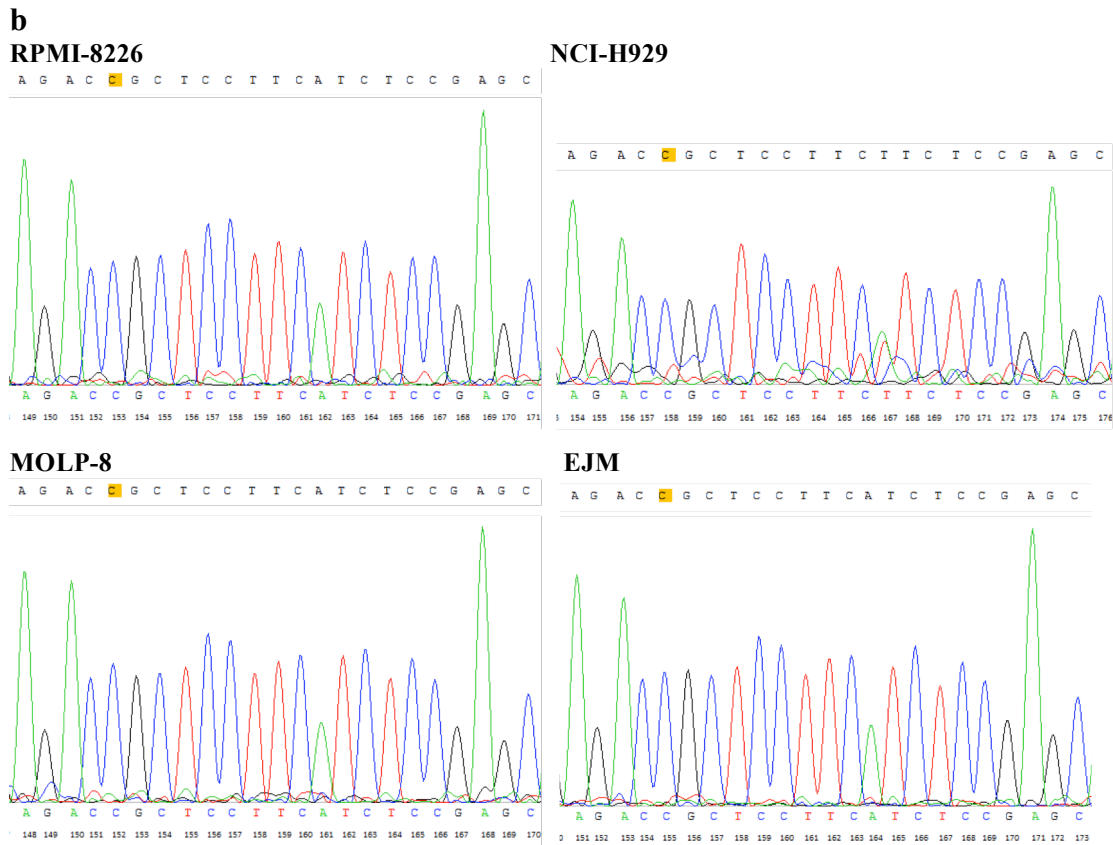 b
RPMI-8226
A G A C C G C T C C T T C A T C T C C G A G C
A G A C C G C T C C T T C A T C T C C G A G C
149 150 151 152 153 154 155 156 157 158 159 160 161 162 163 164 165 166 167 168 169 170 171
NCI-H929
A G A C C G C T C C T T C T T C T C C G A G C
A G A C C G C T C C T T C T T C T C C G A G C
154 155 156 157 158 159 160 161 162 163 164 165 166 167 168 169 170 171 172 173 174 175 176
MOLP-8
A G A C C G C T C C T T C A T C T C C G A G C
A G A C C G C T C C T T C A T C T C C G A G C
148 149 150 151 152 153 154 155 156 157 158 159 160 161 162 163 164 165 166 167 168 169 170
EJM
A G A C C G C T C C T T C A T C T C C G A G C
A G A C C G C T C C T T C A T C T C C G A G C
151 152 153 154 155 156 157 158 159 160 161 162 163 164 165 166 167 168 169 170 171 172 173